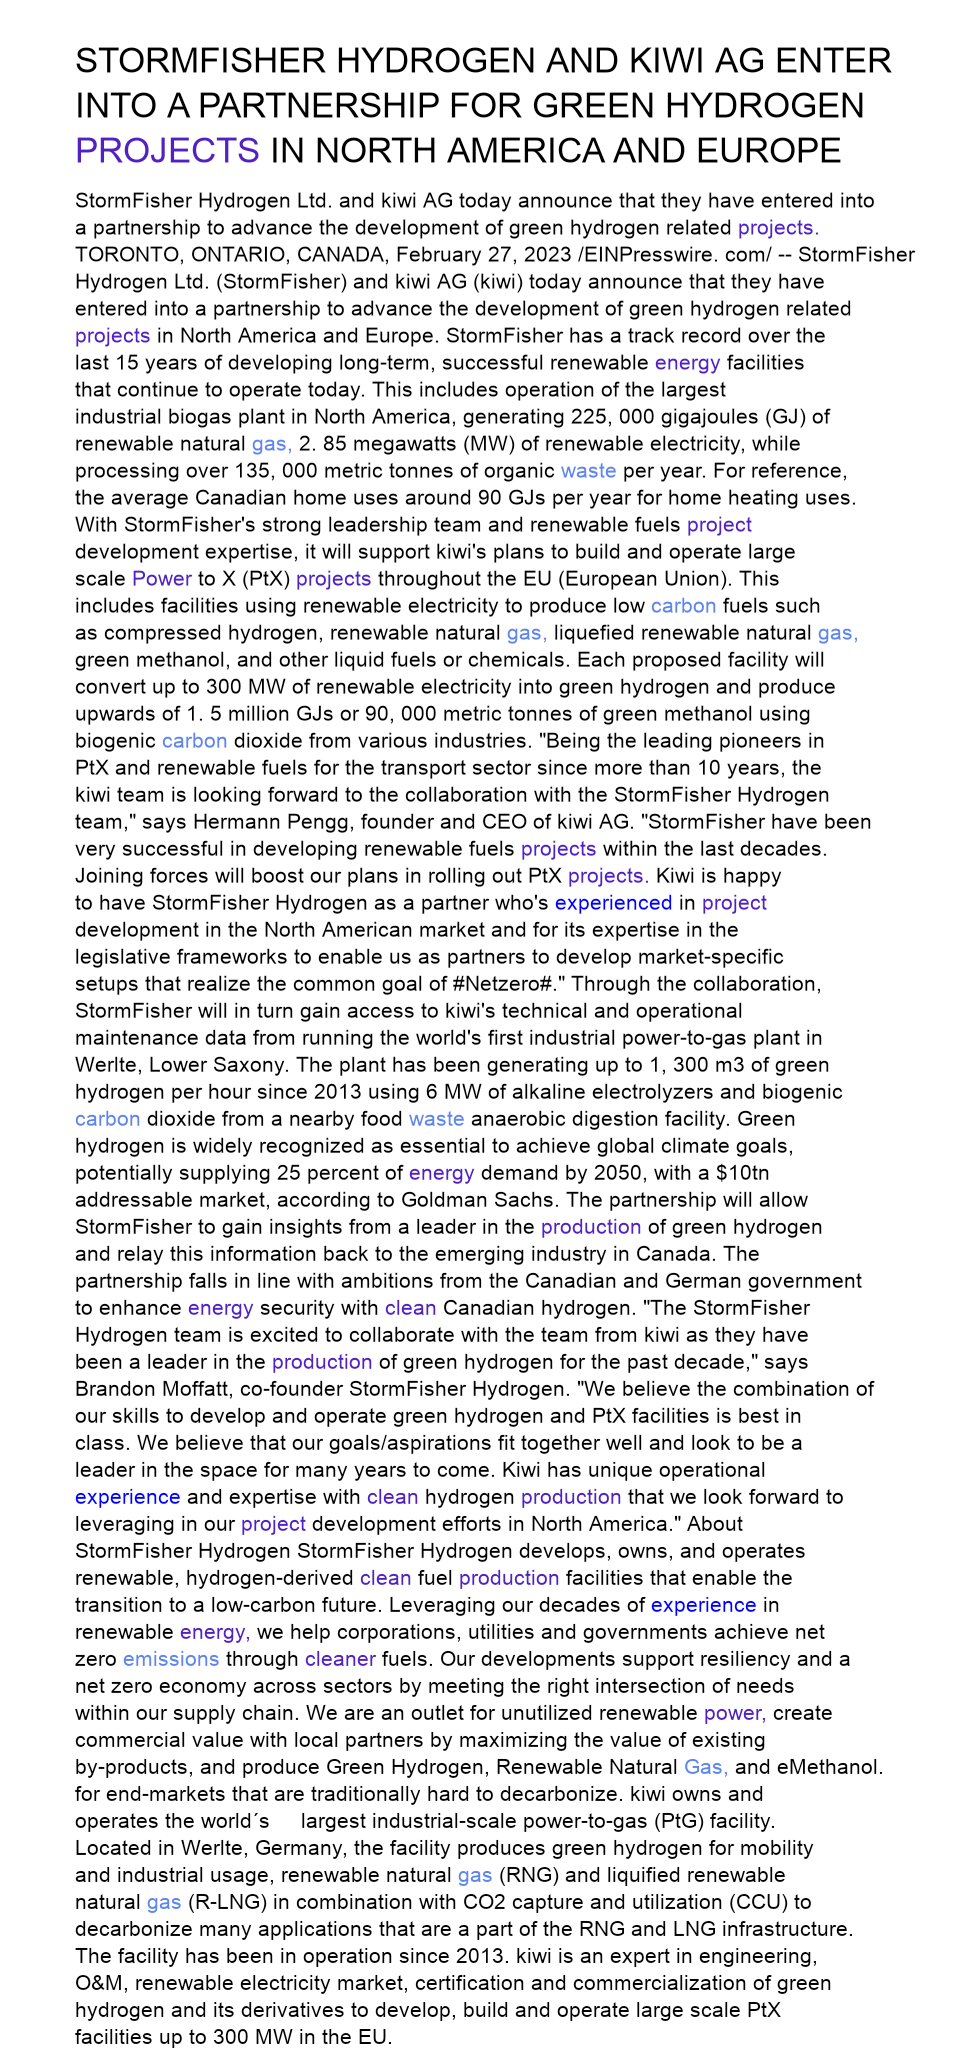 STORMFISHER HYDROGEN AND KIWI AG ENTER
INTO A PARTNERSHIP FOR GREEN HYDROGEN
PROJECTS IN NORTH AMERICA AND EUROPE
StormFisher Hydrogen Ltd. and kiwi AG today announce that they have entered into
a partnership to advance the development of green hydrogen related projects.
TORONTO, ONTARIO, CANADA, February 27, 2023 /EINPresswire. com/ -- StormFisher
Hydrogen Ltd. (StormFisher) and kiwi AG (kiwi) today announce that they have
entered into a partnership to advance the development of green hydrogen related
projects in North America and Europe. StormFisher has a track record over the
last 15 years of developing long-term, successful renewable energy facilities
that continue to operate today. This includes operation of the largest
industrial biogas plant in North America, generating 225, 000 gigajoules (GJ) of
renewable natural gas, 2. 85 megawatts (MW) of renewable electricity, while
processing over 135, 000 metric tonnes of organic waste per year. For reference,
the average Canadian home uses around 90 GJs per year for home heating uses.
With StormFisher's strong leadership team and renewable fuels project
development expertise, it will support kiwi's plans to build and operate large
scale Power to X (PtX) projects throughout the EU (European Union). This
includes facilities using renewable electricity to produce low carbon fuels such
as compressed hydrogen, renewable natural gas, liquefied renewable natural gas,
green methanol, and other liquid fuels or chemicals. Each proposed facility will
convert up to 300 MW of renewable electricity into green hydrogen and produce
upwards of 1. 5 million GJs or 90, 000 metric tonnes of green methanol using
biogenic carbon dioxide from various industries. "Being the leading pioneers in
PtX and renewable fuels for the transport sector since more than 10 years, the
kiwi team is looking forward to the collaboration with the StormFisher Hydrogen
team," says Hermann Pengg, founder and CEO of kiwi AG. "StormFisher have been
very successful in developing renewable fuels projects within the last decades.
Joining forces will boost our plans in rolling out PtX projects. Kiwi is happy
to have StormFisher Hydrogen as a partner who's experienced in project
development in the North American market and for its expertise in the
legislative frameworks to enable us as partners to develop market-specific
setups that realize the common goal of #Netzero#." Through the collaboration,
StormFisher will in turn gain access to kiwi's technical and operational
maintenance data from running the world's first industrial power-to-gas plant in
Werlte, Lower Saxony. The plant has been generating up to 1, 300 m3 of green
hydrogen per hour since 2013 using 6 MW of alkaline electrolyzers and biogenic
carbon dioxide from a nearby food waste anaerobic digestion facility. Green
hydrogen is widely recognized as essential to achieve global climate goals,
potentially supplying 25 percent of energy demand by 2050, with a $10tn
addressable market, according to Goldman Sachs. The partnership will allow
StormFisher to gain insights from a leader in the production of green hydrogen
and relay this information back to the emerging industry in Canada. The
partnership falls in line with ambitions from the Canadian and German government
to enhance energy security with clean Canadian hydrogen. "The StormFisher
Hydrogen team is excited to collaborate with the team from kiwi as they have
been a leader in the production of green hydrogen for the past decade," says
Brandon Moffatt, co-founder StormFisher Hydrogen. "We believe the combination of
our skills to develop and operate green hydrogen and PtX facilities is best in
class. We believe that our goals/aspirations fit together well and look to be a
leader in the space for many years to come. Kiwi has unique operational
experience and expertise with clean hydrogen production that we look forward to
leveraging in our project development efforts in North America." About
StormFisher Hydrogen StormFisher Hydrogen develops, owns, and operates
renewable, hydrogen-derived clean fuel production facilities that enable the
transition to a low-carbon future. Leveraging our decades of experience in
renewable energy, we help corporations, utilities and governments achieve net
zero emissions through cleaner fuels. Our developments support resiliency and a
net zero economy across sectors by meeting the right intersection of needs
within our supply chain. We are an outlet for unutilized renewable power, create
commercial value with local partners by maximizing the value of existing
by-products, and produce Green Hydrogen, Renewable Natural Gas, and eMethanol.
for end-markets that are traditionally hard to decarbonize. kiwi owns and
operates the world´s largest industrial-scale power-to-gas (PtG) facility.
Located in Werlte, Germany, the facility produces green hydrogen for mobility
and industrial usage, renewable natural gas (RNG) and liquified renewable
natural gas (R-LNG) in combination with CO2 capture and utilization (CCU) to
decarbonize many applications that are a part of the RNG and LNG infrastructure.
The facility has been in operation since 2013. kiwi is an expert in engineering,
O&M, renewable electricity market, certification and commercialization of green
hydrogen and its derivatives to develop, build and operate large scale PtX
facilities up to 300 MW in the EU.